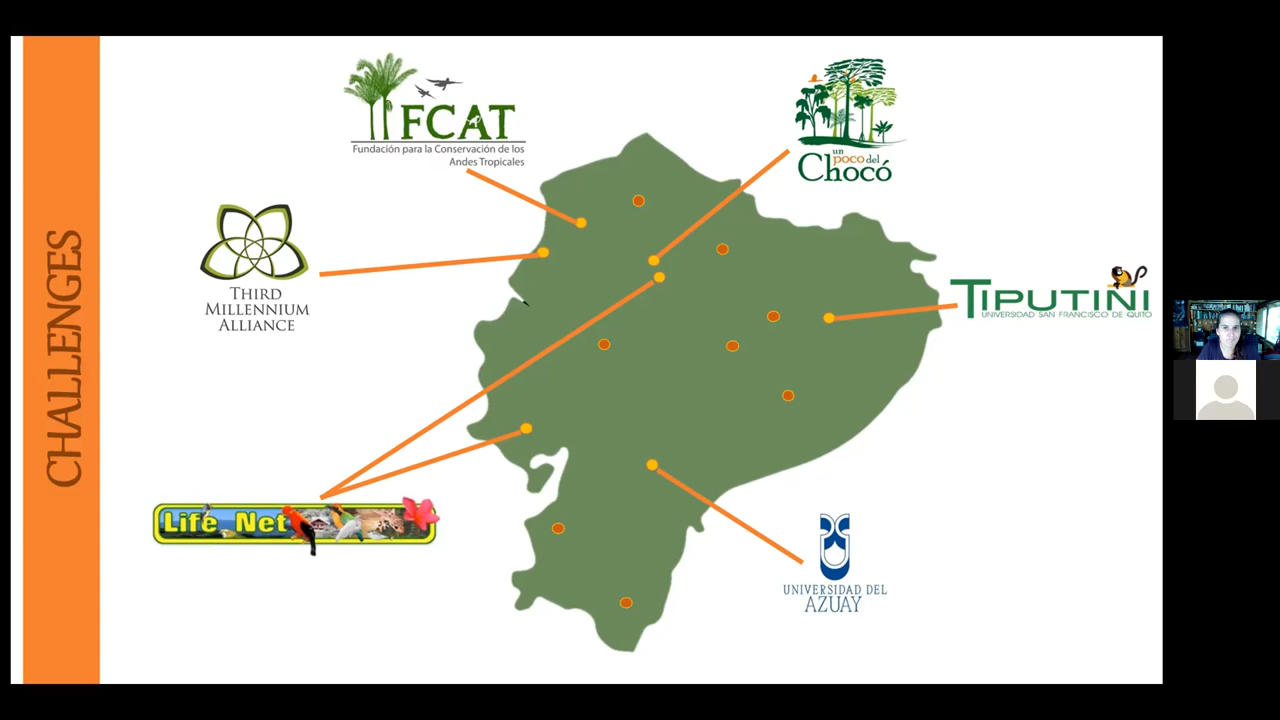 CHALLENGES
FCAT
Fundación para la Conservación de los
Andes Tropicales
un
poco del
Chocó
THIRD
MILLENNIUM
ALLIANCE
TIPUTINI
UNIVERSIDAD SAN FRANCISCO DE QUITO
Life Net
UNIVERSIDAD DEL
AZUAY